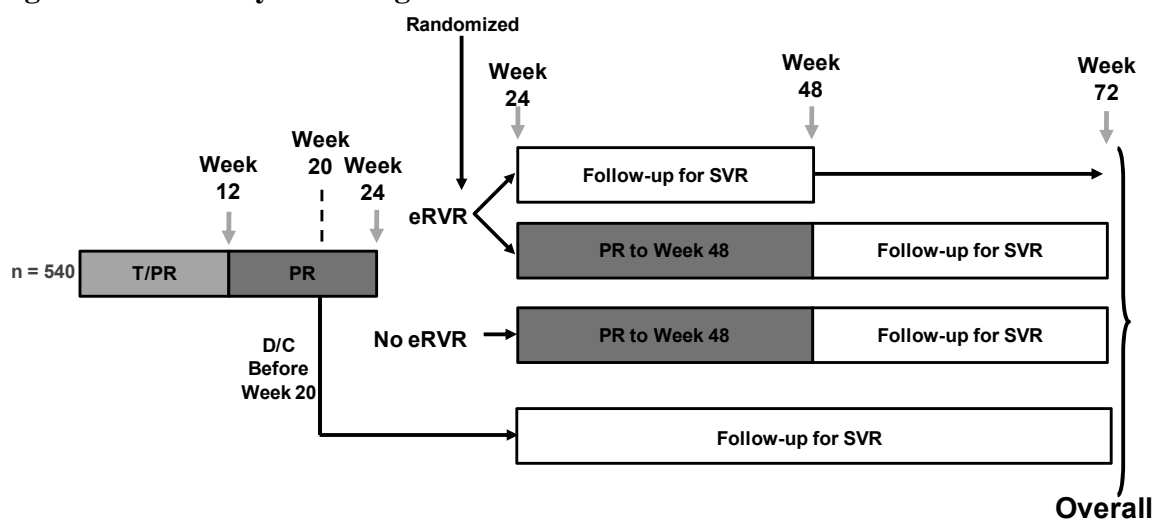 Randomized
Week
24
Week
48
Week
72
Week
12
Week
20
Week
24
Follow-up for SVR
eRVR
PR to Week 48
Follow-up for SVR
n = 540
T/PR
PR
No eRVR
PR to Week 48
Follow-up for SVR
D/C
Before
Week 20
Follow-up for SVR
Overall